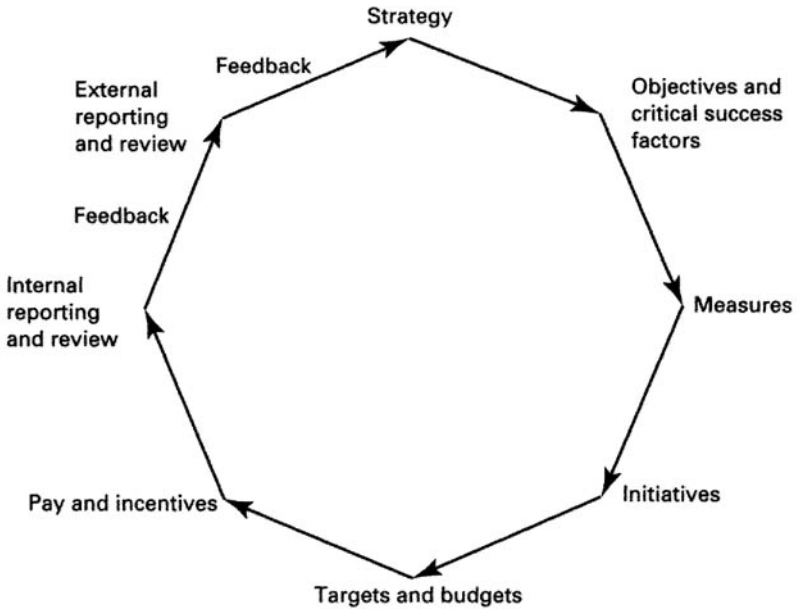 Strategy
Feedback
External
reporting
and review
Objectives and
critical success
factors
Feedback
Internal
reporting
and review
Measures
Initiatives
Pay and incentives
Targets and budgets